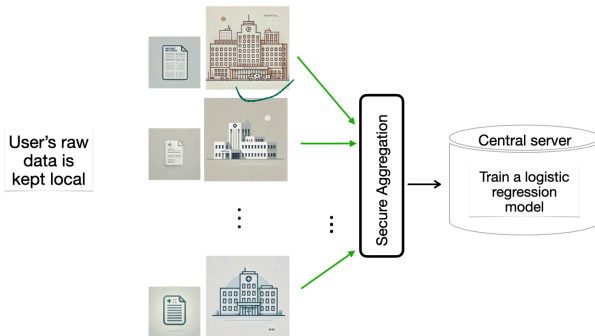 User's raw
data is
kept local
Secure Aggregation
Central server
Train a logistic
regression
model